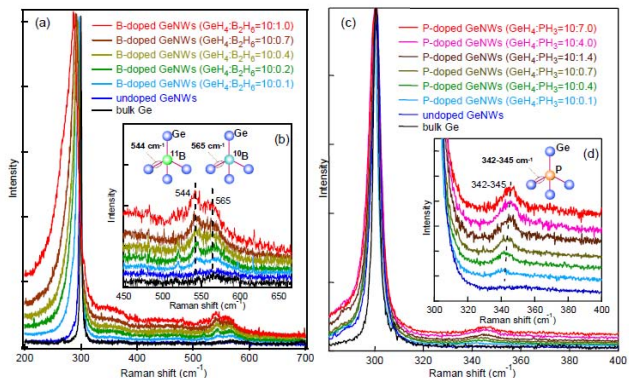 (a)
B-doped GeNWs (GeH₄:B₂H₆=10:1.0)
B-doped GeNWs (GeH₄:B₂H₆=10:0.7)
B-doped GeNWs (GeH₄:B₂H₆=10:0.4)
B-doped GeNWs (GeH₄:B₂H₆=10:0.2)
B-doped GeNWs (GeH₄:B₂H₆=10:0.1)
undoped GeNWs
bulk Ge
Intensity
200 300 400 500 600 700
Raman shift (cm⁻¹)
(b)
Ge
Ge
544 cm⁻¹
565 cm⁻¹
¹¹B
¹⁰B
544
565
Intensity
450 500 550 600 650
Raman shift (cm⁻¹)
(c)
P-doped GeNWs (GeH₄:PH₃=10:7.0)
P-doped GeNWs (GeH₄:PH₃=10:4.0)
P-doped GeNWs (GeH₄:PH₃=10:1.4)
P-doped GeNWs (GeH₄:PH₃=10:0.7)
P-doped GeNWs (GeH₄:PH₃=10:0.4)
P-doped GeNWs (GeH₄:PH₃=10:0.1)
undoped GeNWs
bulk Ge
Intensity
300 320 340 360 380 400
Raman shift (cm⁻¹)
(d)
Ge
342-345 cm⁻¹
P
342-345
Intensity
300 320 340 360 380 400
Raman shift (cm⁻¹)